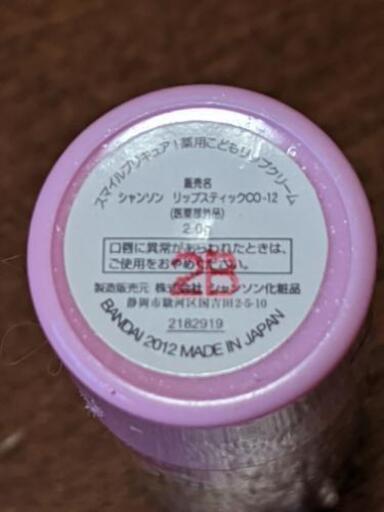 スマイルプリキュア!薬用こどもリップクリーム
販売名
シャンソン リップスティックCO-12
(医薬部外品)
2.0g
口唇に異常があらわれたときは、
ご使用をおやめください。
2B
製造販売元 株式会社 シャンソン化粧品
静岡市駿河区国吉田2-5-10
2182919
BANDAI 2012 MADE IN JAPAN